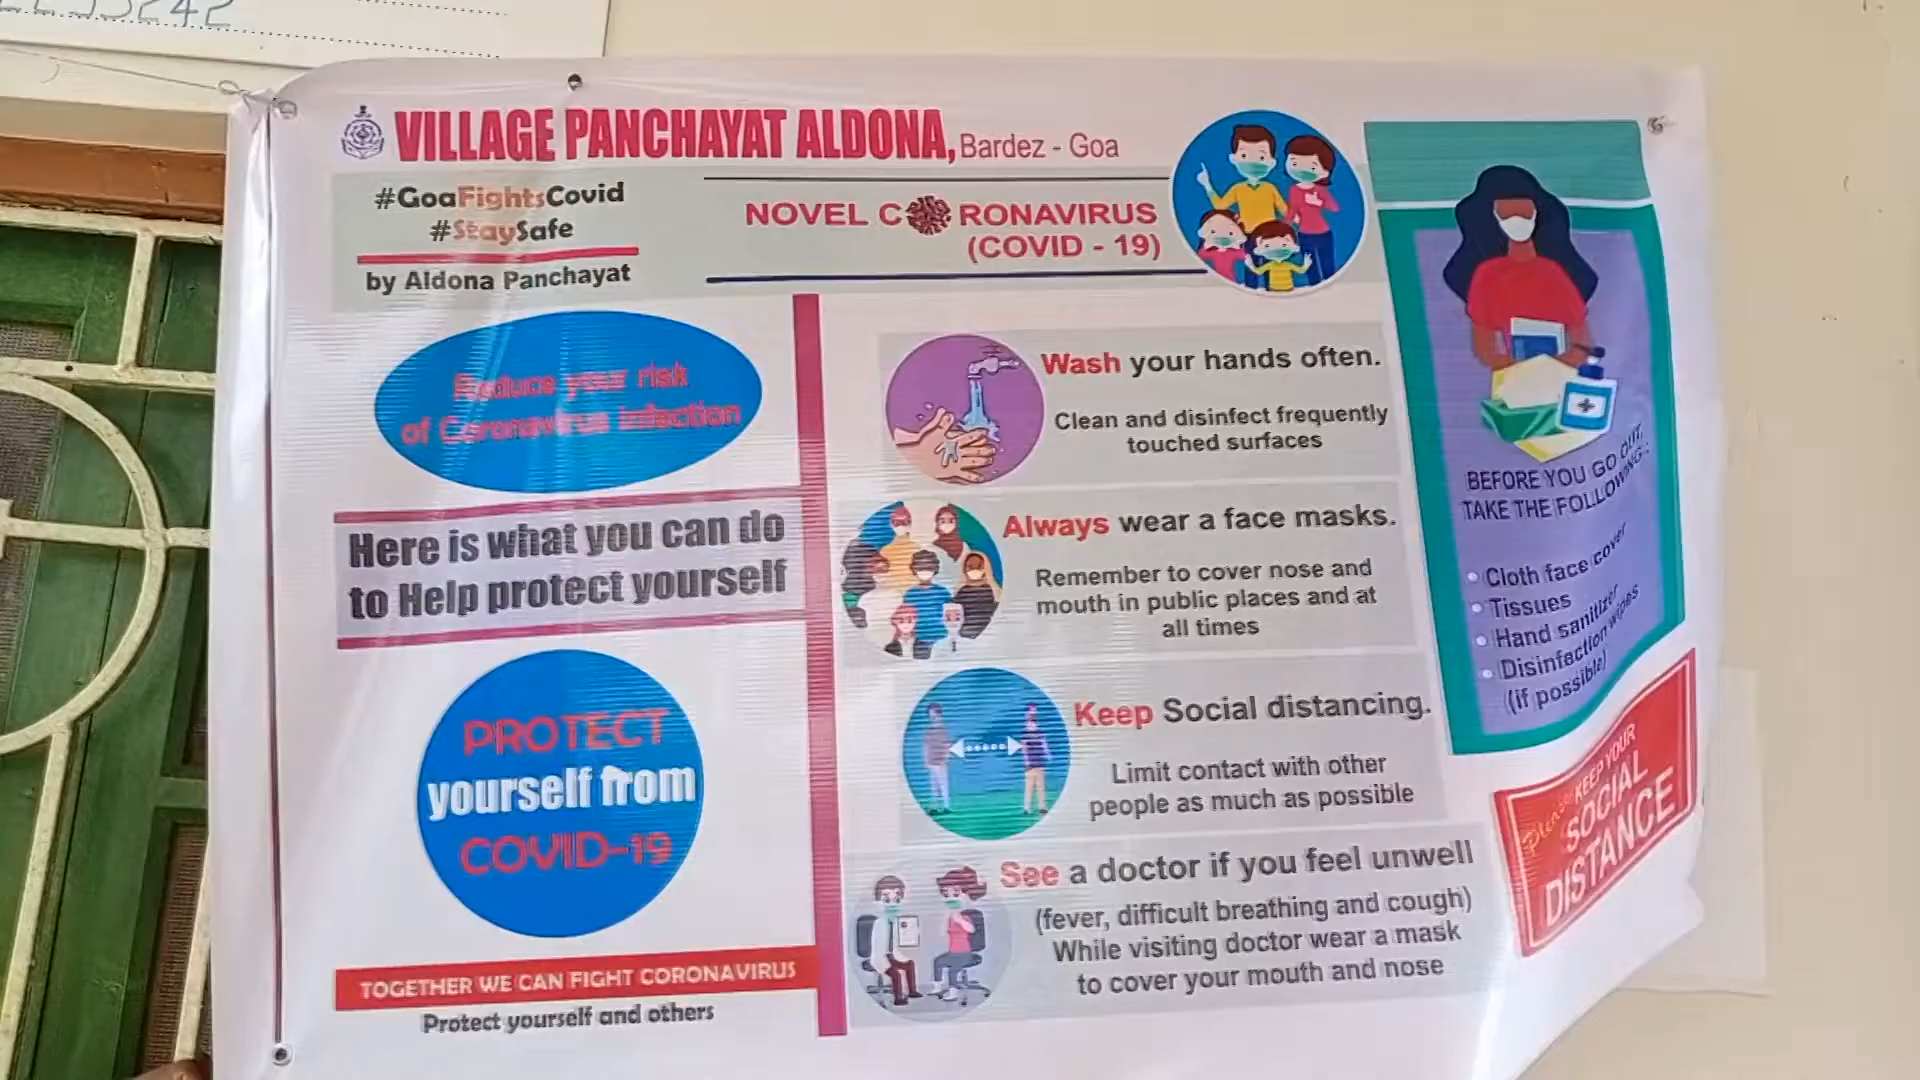 VILLAGE PANCHAYAT ALDONA, Bardez - Goa
#GoaFightsCovid
#StaySafe
by Aldona Panchayat
NOVEL CORONAVIRUS
(COVID - 19)
Reduce your risk
of Coronavirus infection
Here is what you can do
to Help protect yourself
PROTECT
yourself from
COVID-19
TOGETHER WE CAN FIGHT CORONAVIRUS
Protect yourself and others
Wash your hands often.
Clean and disinfect frequently
touched surfaces
Always wear a face masks.
Remember to cover nose and
mouth in public places and at
all times
Keep Social distancing.
Limit contact with other
people as much as possible
See a doctor if you feel unwell
(fever, difficult breathing and cough)
While visiting doctor wear a mask
to cover your mouth and nose
BEFORE YOU GO OUT,
TAKE THE FOLLOWING:
• Cloth face cover
• Tissues
• Hand sanitizer
• Disinfaction wipes
(if possible)
Please KEEP YOUR
SOCIAL
DISTANCE